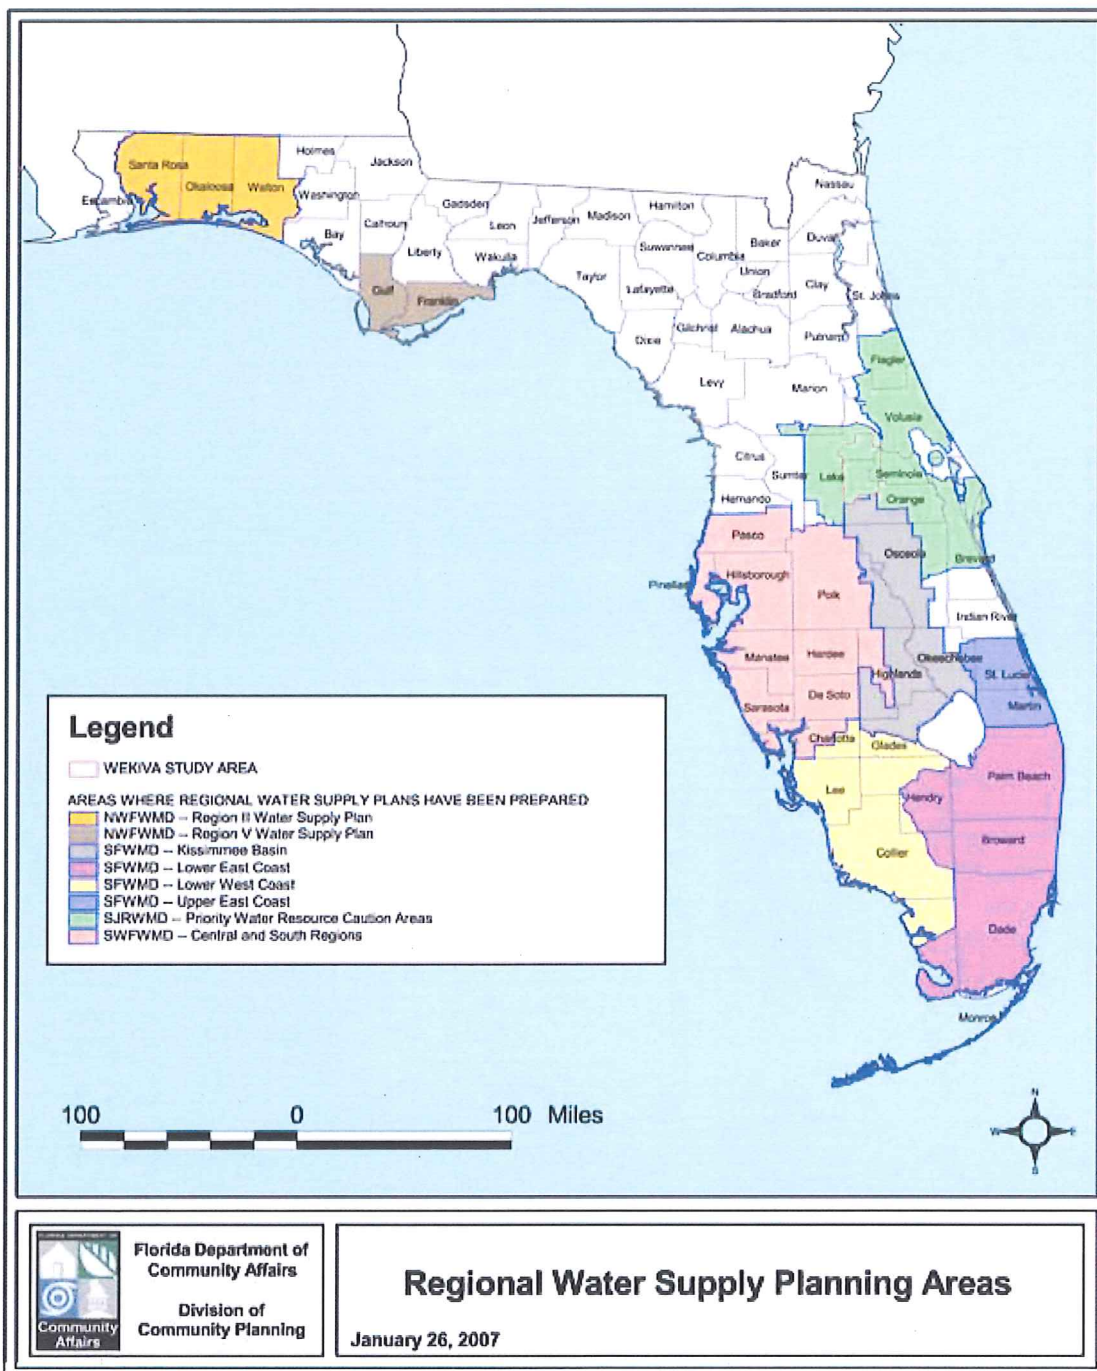 Holmes
Jackson
Santa Rosa
Okaloosa
Walton
Washington
Escambia
Gadsden
Hamilton
Nassau
Calhoun
Leon
Jefferson
Madison
Bay
Liberty
Wakulla
Suwannee
Columbia
Baker
Duval
Taylor
Union
Lafayette
Bradford
Clay
St. Johns
Gulf
Franklin
Dixie
Gilchrist
Alachua
Putnam
Flagler
Levy
Marion
Volusia
Citrus
Sumter
Lake
Seminole
Hernando
Orange
Pasco
Osceola
Brevard
Pinellas
Hillsborough
Polk
Indian River
Manatee
Hardee
Okeechobee
Highlands
St. Lucie
Sarasota
De Soto
Martin
Charlotte
Glades
Lee
Hendry
Palm Beach
Collier
Broward
Dade
Monroe
Legend
WEKIVA STUDY AREA
AREAS WHERE REGIONAL WATER SUPPLY PLANS HAVE BEEN PREPARED
NWFWMD -- Region II Water Supply Plan
NWFWMD -- Region V Water Supply Plan
SFWMD -- Kissimmee Basin
SFWMD -- Lower East Coast
SFWMD -- Lower West Coast
SFWMD -- Upper East Coast
SJRWMD -- Priority Water Resource Caution Areas
SWFWMD -- Central and South Regions
100 0 100 Miles
N
W E
S
FLORIDA DEPARTMENT OF
Community
Affairs
Florida Department of
Community Affairs
Division of
Community Planning
Regional Water Supply Planning Areas
January 26, 2007